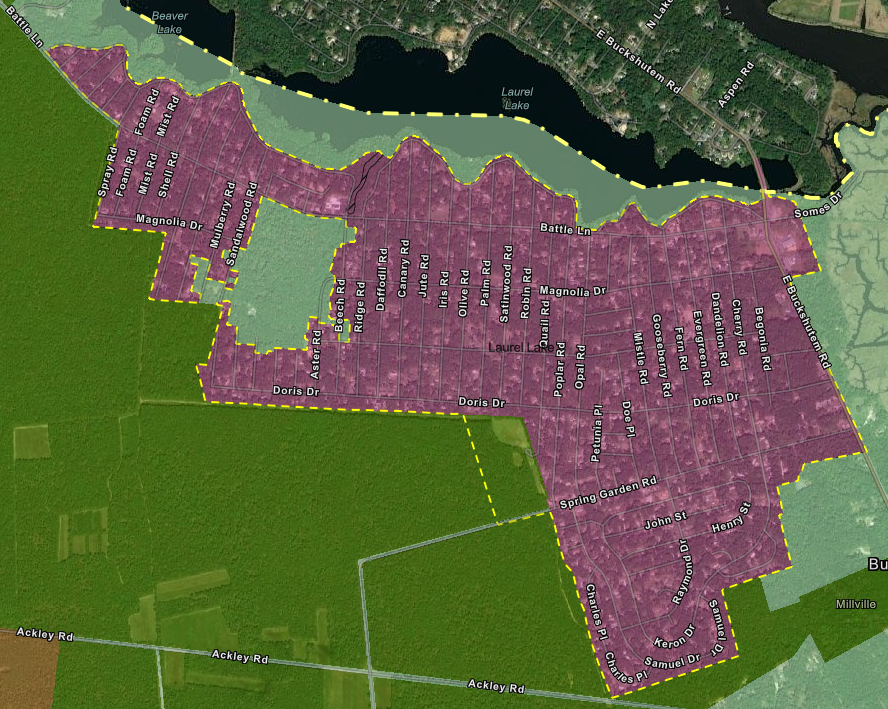 Beaver
Lake
Battle Ln
N Lake
E Buckshutem Rd
Aspen Rd
Laurel
Lake
Foam Rd
Mist Rd
Spray Rd
Foam Rd
Mist Rd
Shell Rd
Mulberry Rd
Sandalwood Rd
Magnolia Dr
Somes Dr
Battle Ln
Daffodil Rd
Canary Rd
Jute Rd
Iris Rd
Olive Rd
Palm Rd
Satinwood Rd
Robin Rd
Magnolia Dr
Beech Rd
Ridge Rd
Quail Rd
E Buckshutem Rd
Aster Rd
Laurel Lake
Poplar Rd
Opal Rd
Mistle Rd
Gooseberry Rd
Fern Rd
Evergreen Rd
Dandelion Rd
Cherry Rd
Begonia Rd
Doris Dr
Doris Dr
Doris Dr
Petunia Pl
Doe Pl
Spring Garden Rd
John St
Henry St
Raymond Dr
Bu
Millville
Charles Pl
Samuel Dr
Keron Dr
Samuel Dr
Charles Pl
Ackley Rd
Ackley Rd
Ackley Rd